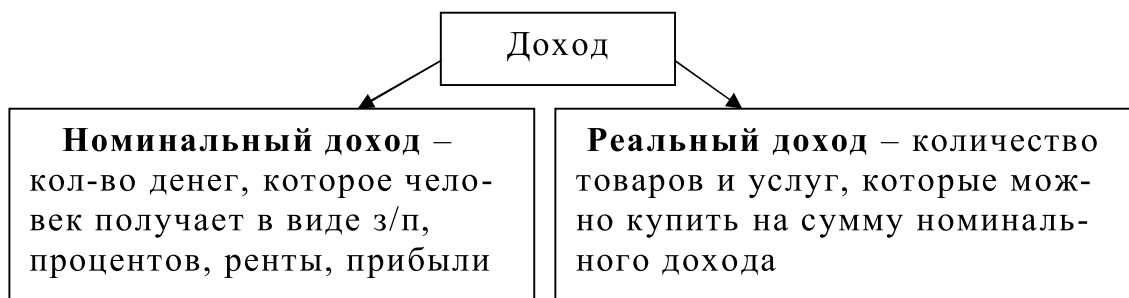 Доход
Номинальный доход –
кол-во денег, которое чело-
век получает в виде з/п,
процентов, ренты, прибыли
Реальный доход – количество
товаров и услуг, которые мож-
но купить на сумму номиналь-
ного дохода